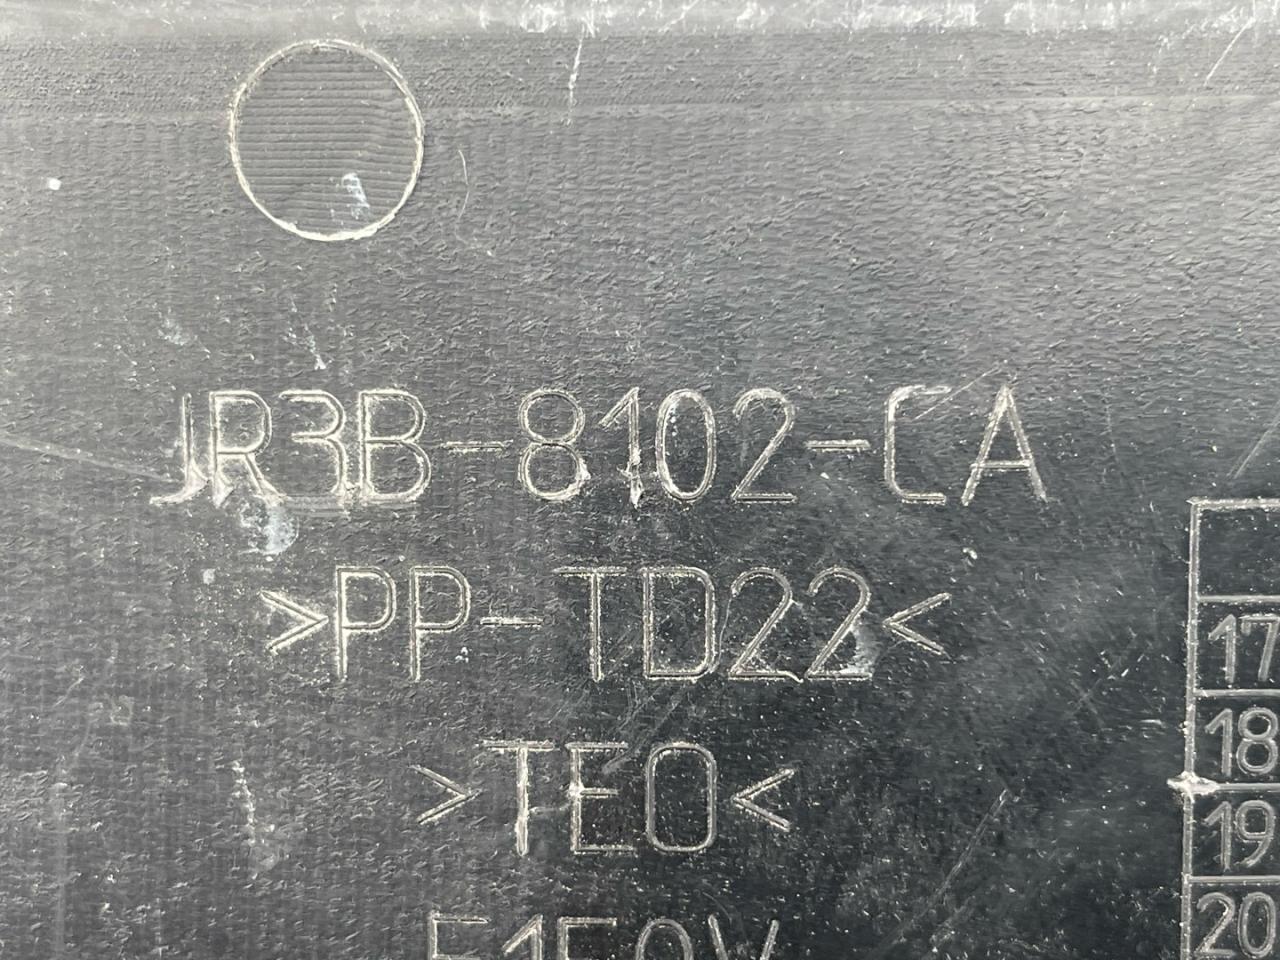 JR3B-8102-CA
>PP-TD22<
>TEO<
17
18
19
20